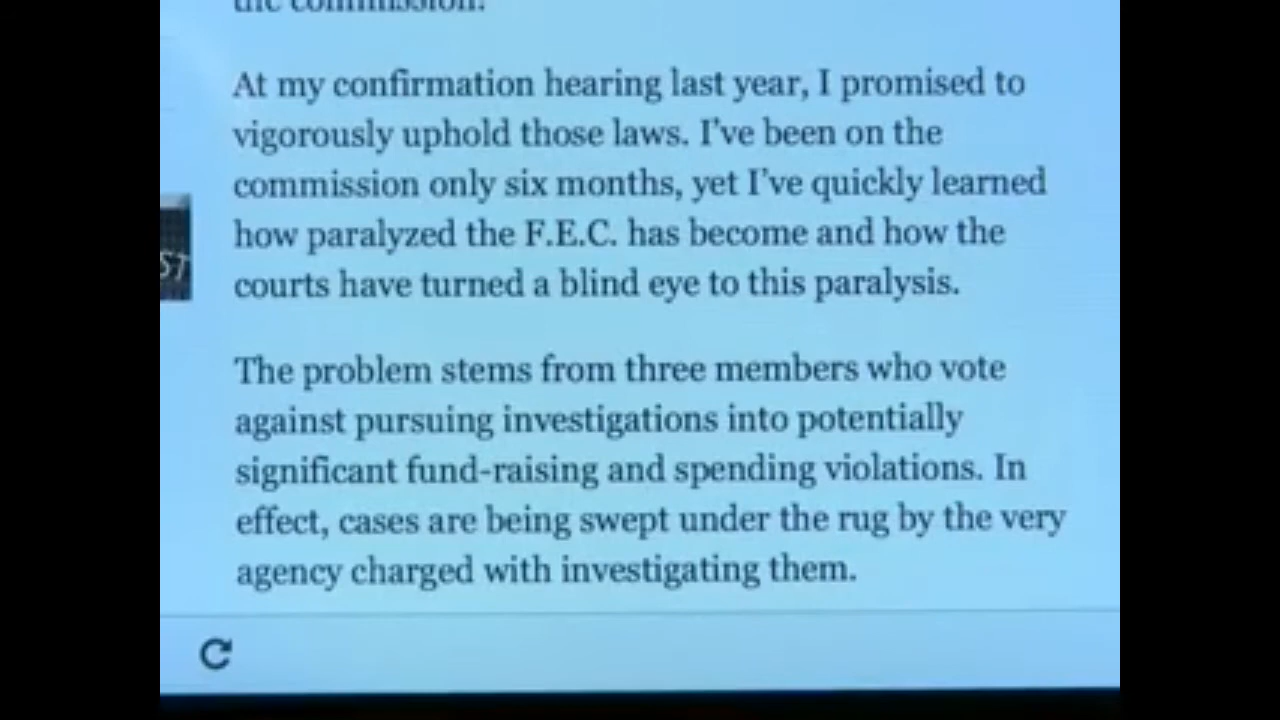 the commission.
At my confirmation hearing last year, I promised to
vigorously uphold those laws. I've been on the
commission only six months, yet I've quickly learned
how paralyzed the F.E.C. has become and how the
courts have turned a blind eye to this paralysis.
ST
The problem stems from three members who vote
against pursuing investigations into potentially
significant fund-raising and spending violations. In
effect, cases are being swept under the rug by the very
agency charged with investigating them.